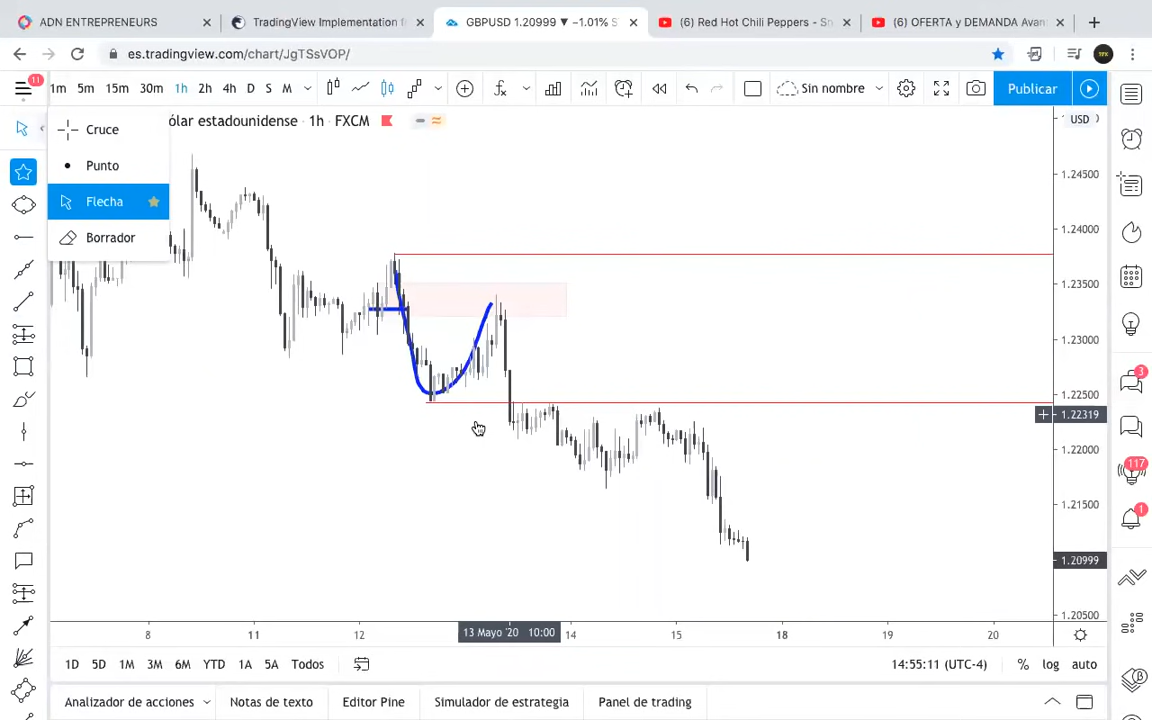 ADN ENTREPRENEURS
TradingView Implementation f
GBPUSD 1.20999 ▼ −1.01% S
(6) Red Hot Chili Peppers - Sn
(6) OFERTA y DEMANDA Avan
es.tradingview.com/chart/JgTSsVOP/
11
1m 5m 15m 30m 1h 2h 4h D S M
Sin nombre
Publicar
ólar estadounidense · 1h · FXCM
USD
Cruce
Punto
Flecha
Borrador
1.24500
1.24000
1.23500
1.23000
1.22500
1.22319
1.22000
1.21500
1.20999
1.20500
3
117
1
8 11 12 13 Mayo '20 10:00 14 15 18 19 20
1D 5D 1M 3M 6M YTD 1A 5A Todos
14:55:11 (UTC-4) % log auto
Analizador de acciones Notas de texto Editor Pine Simulador de estrategia Panel de trading